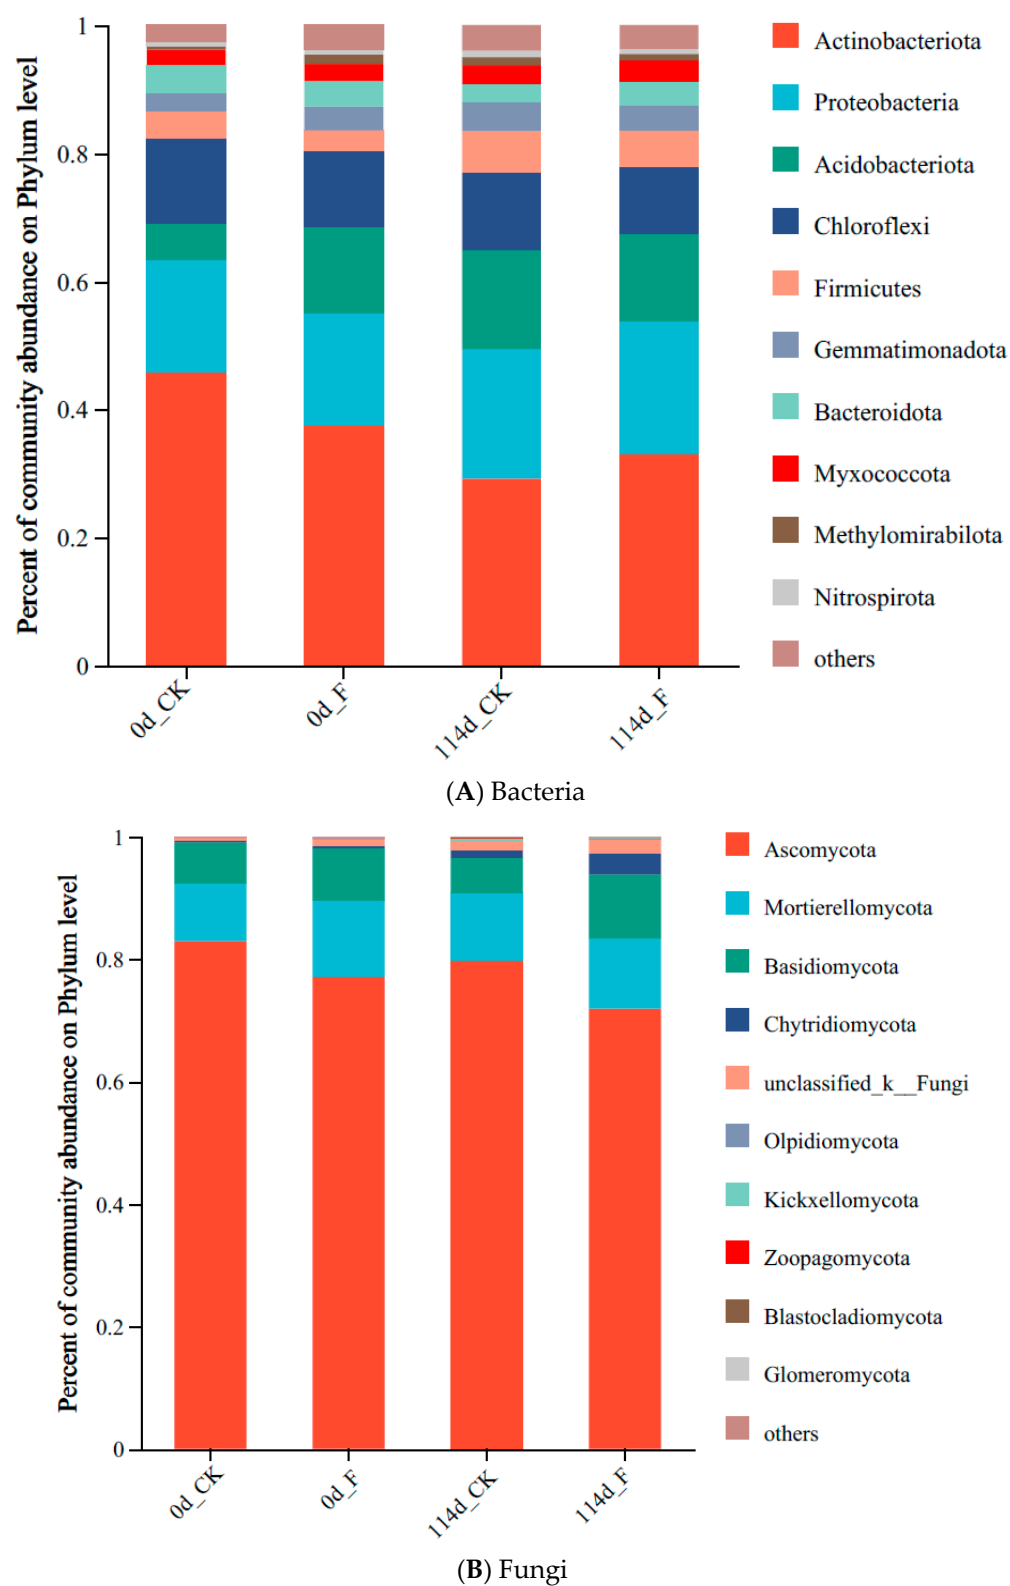 Percent of community abundance on Phylum level
1
0.8
0.6
0.4
0.2
0
0d_CK
0d_F
114d_CK
114d_F
Actinobacteriota
Proteobacteria
Acidobacteriota
Chloroflexi
Firmicutes
Gemmatimonadota
Bacteroidota
Myxococcota
Methylomirabilota
Nitrospirota
others
(A) Bacteria
Percent of community abundance on Phylum level
1
0.8
0.6
0.4
0.2
0
0d_CK
0d_F
114d_CK
114d_F
Ascomycota
Mortierellomycota
Basidiomycota
Chytridiomycota
unclassified_k__Fungi
Olpidiomycota
Kickxellomycota
Zoopagomycota
Blastocladiomycota
Glomeromycota
others
(B) Fungi